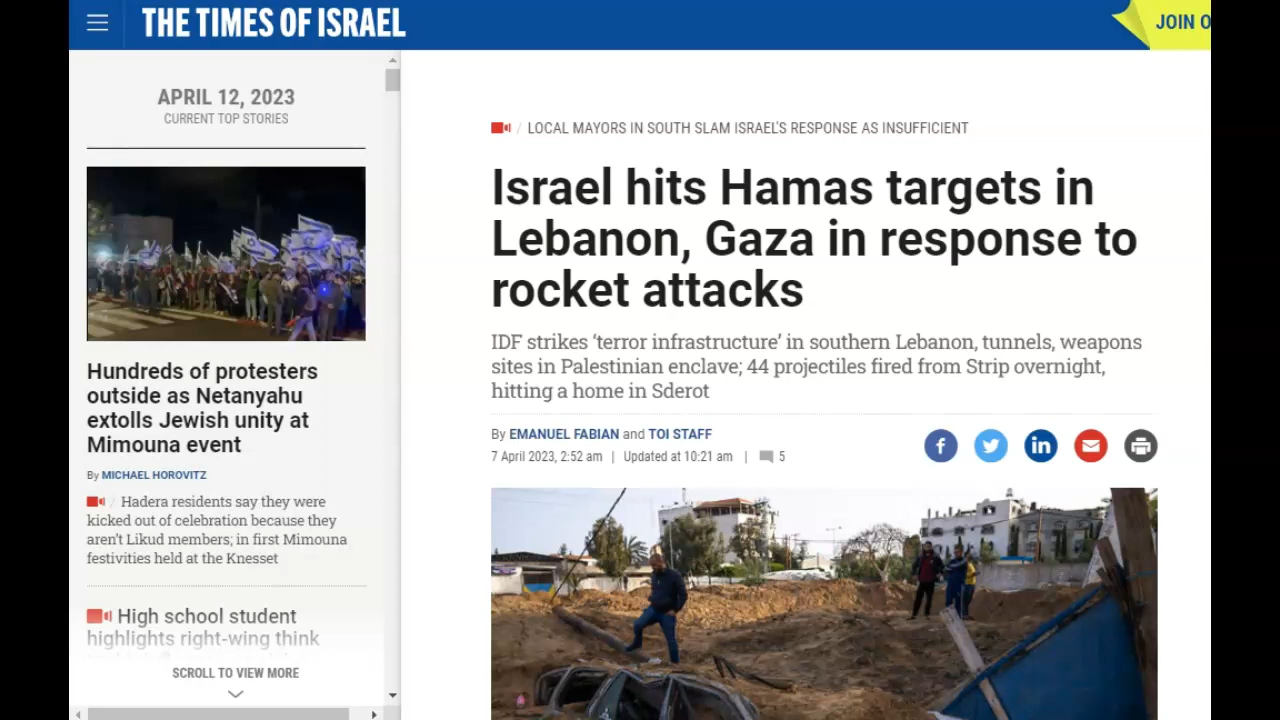 THE TIMES OF ISRAEL
JOIN O
APRIL 12, 2023
CURRENT TOP STORIES
Hundreds of protesters
outside as Netanyahu
extolls Jewish unity at
Mimouna event
By MICHAEL HOROVITZ
/ Hadera residents say they were
kicked out of celebration because they
aren't Likud members; in first Mimouna
festivities held at the Knesset
High school student
highlights right-wing think
SCROLL TO VIEW MORE
/ LOCAL MAYORS IN SOUTH SLAM ISRAEL'S RESPONSE AS INSUFFICIENT
Israel hits Hamas targets in
Lebanon, Gaza in response to
rocket attacks
IDF strikes ‘terror infrastructure’ in southern Lebanon, tunnels, weapons
sites in Palestinian enclave; 44 projectiles fired from Strip overnight,
hitting a home in Sderot
By EMANUEL FABIAN and TOI STAFF
7 April 2023, 2:52 am | Updated at 10:21 am | 5